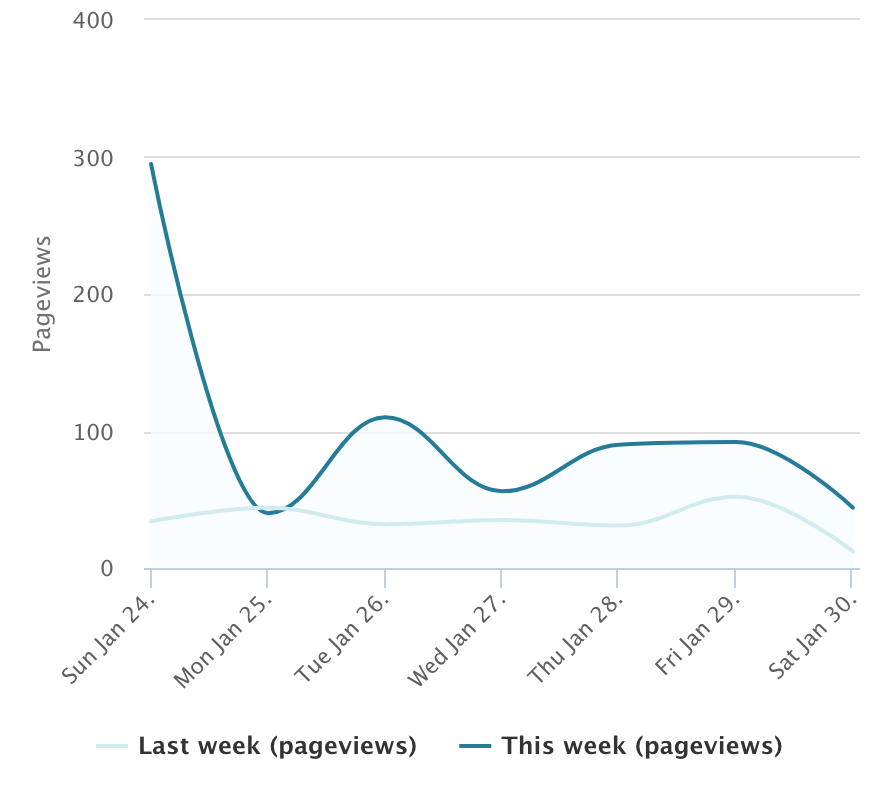 400
300
200
100
0
Pageviews
Sun Jan 24.
Mon Jan 25.
Tue Jan 26.
Wed Jan 27.
Thu Jan 28.
Fri Jan 29.
Sat Jan 30.
Last week (pageviews)
This week (pageviews)